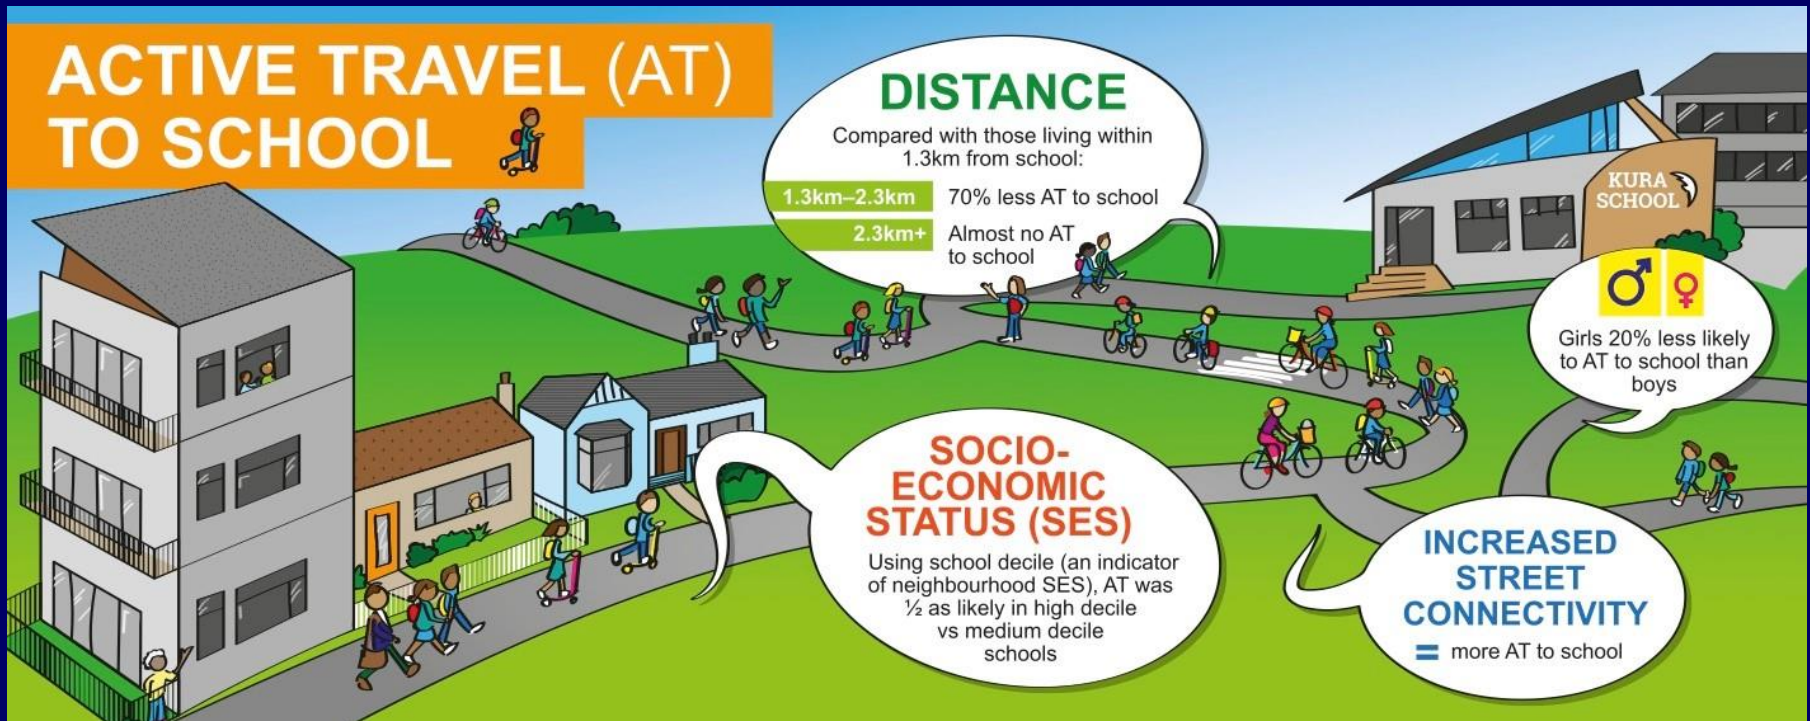 ACTIVE TRAVEL (AT)
TO SCHOOL
DISTANCE
Compared with those living within
1.3km from school:
1.3km–2.3km 70% less AT to school
2.3km+ Almost no AT
to school
KURA
SCHOOL
Girls 20% less likely
to AT to school than
boys
SOCIO-
ECONOMIC
STATUS (SES)
Using school decile (an indicator
of neighbourhood SES), AT was
½ as likely in high decile
vs medium decile
schools
INCREASED
STREET
CONNECTIVITY
= more AT to school